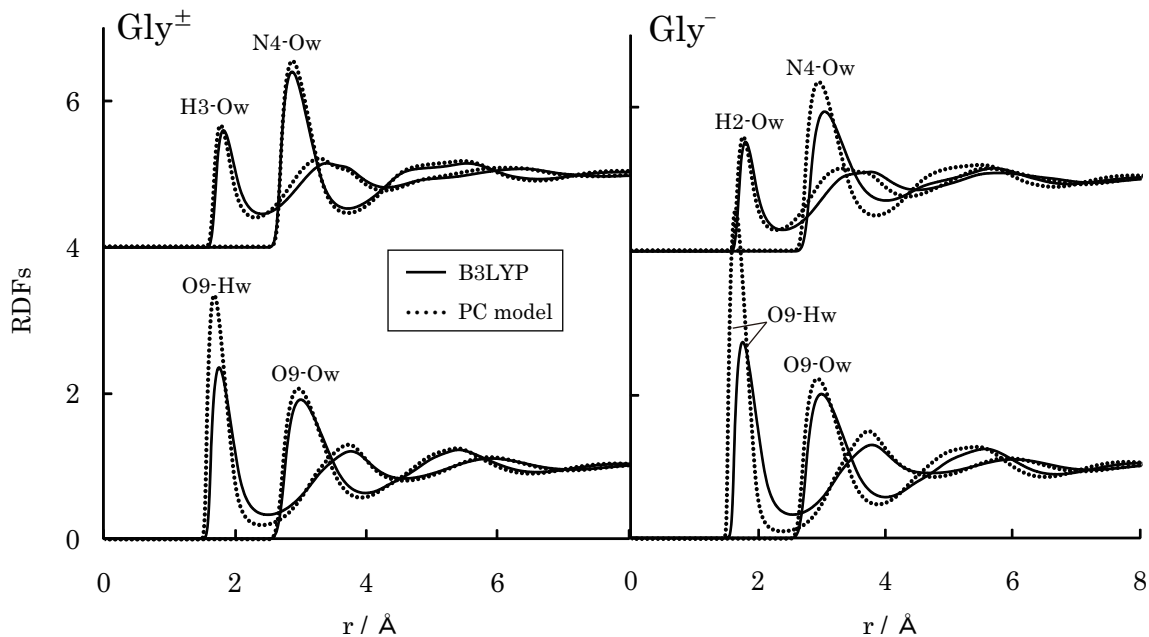 Gly±
N4-Ow
H3-Ow
6
4
2
0
RDFs
B3LYP
PC model
O9-Hw
O9-Ow
0
2
4
6
r / Å
Gly⁻
N4-Ow
H2-Ow
O9-Hw
O9-Ow
0
2
4
6
8
r / Å